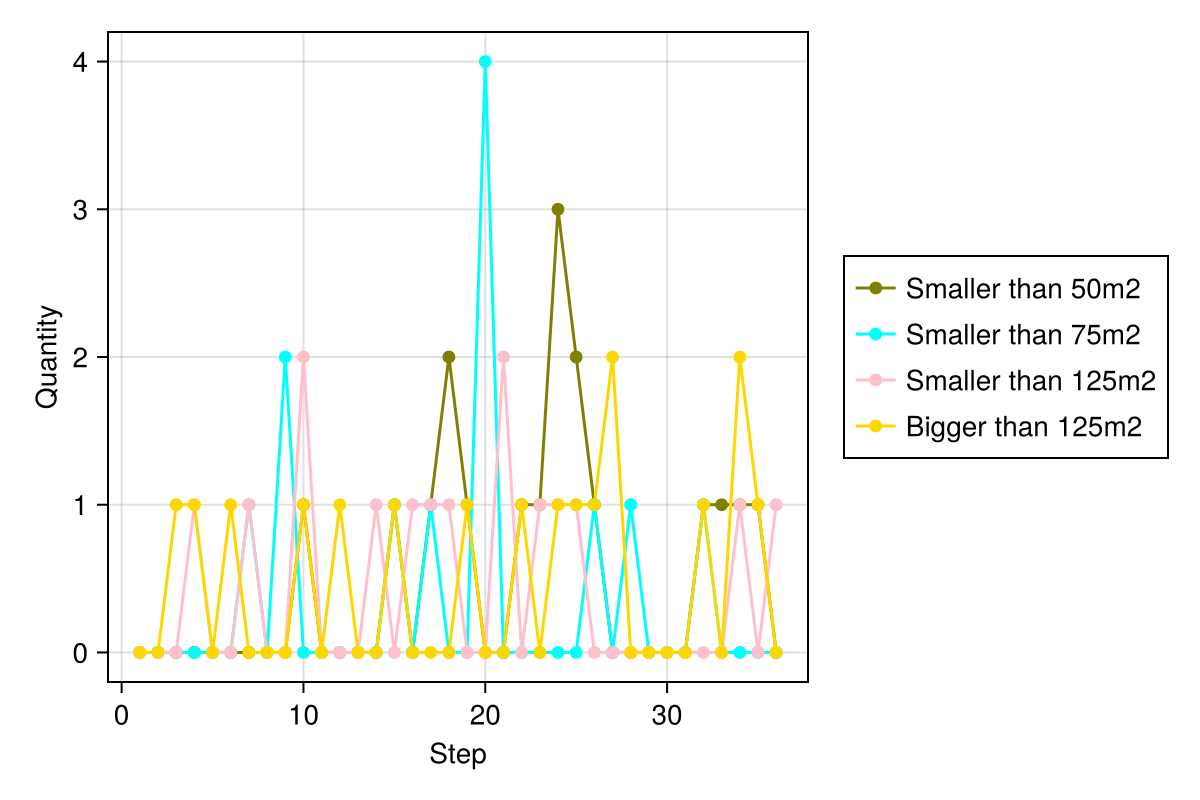 4
3
2
1
0
Quantity
0 10 20 30
Step
Smaller than 50m2
Smaller than 75m2
Smaller than 125m2
Bigger than 125m2